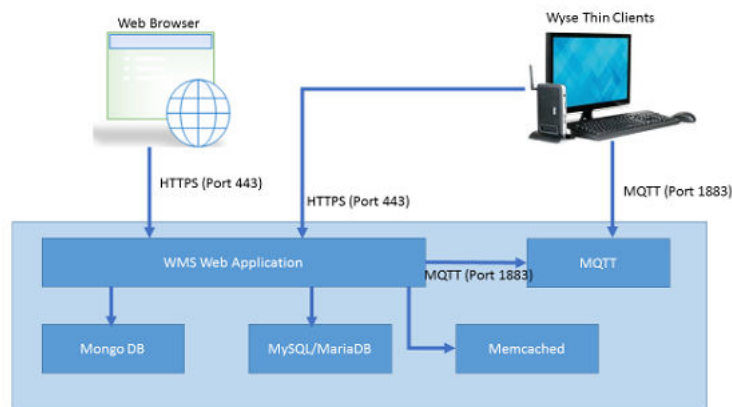 Web Browser
Wyse Thin Clients
HTTPS (Port 443)
HTTPS (Port 443)
MQTT (Port 1883)
WMS Web Application
MQTT (Port 1883)
MQTT
Mongo DB
MySQL/MariaDB
Memcached